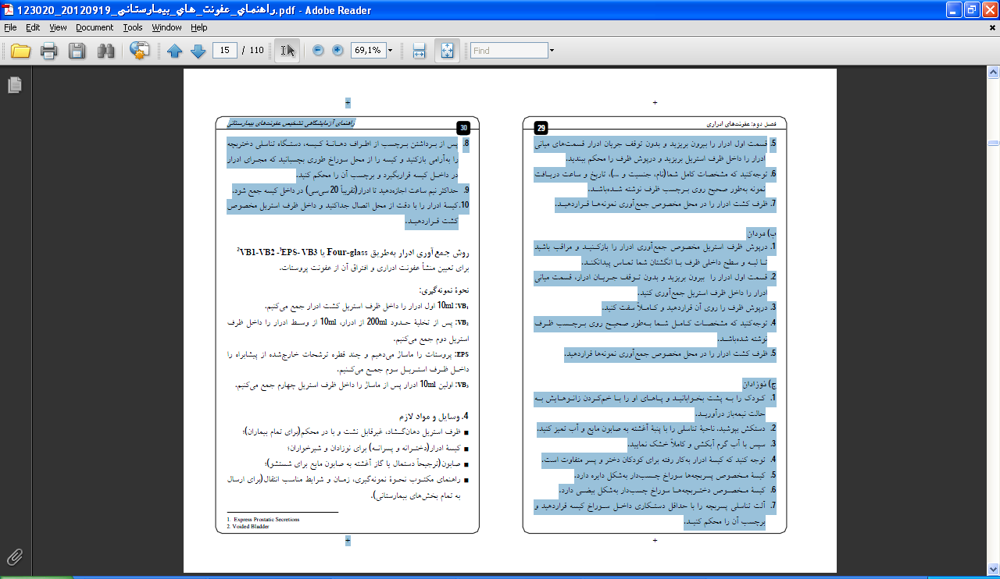 123020_20120919_راهنماي_عفونت_هاي_بيمارستاني.pdf - Adobe Reader
File Edit View Document Tools Window Help
15 / 110 69,1% Find
فصل دوم: عفونت‌های ادراری 29
5. قسمت اول ادرار را بیرون بریزید و بدون توقف جریان ادرار قسمت‌های میانی
ادرار را داخل ظرف استریل بریزید و درپوش ظرف را محکم ببندید.
6. توجه‌کنید که مشخصات کامل شما(نام، جنسیت و ...)، تاریخ و ساعت دریافت
نمونه به‌طور صحیح روی برچسب ظرف نوشته شده‌باشد.
7. ظرف کشت ادرار را در محل مخصوص جمع‌آوری نمونه‌ها قراردهید.
ب) مردان
1. درپوش ظرف استریل مخصوص جمع‌آوری ادرار را بازکنید و مراقب باشید
تا لبه و سطح داخلی ظرف با انگشتان شما تماس پیدانکند.
2. قسمت اول ادرار را بیرون بریزید و بدون توقف جریان ادرار، قسمت میانی
ادرار را داخل ظرف استریل جمع‌آوری کنید.
3. درپوش ظرف را روی آن قراردهید و کاملاً سفت کنید.
4. توجه‌کنید که مشخصات کامل شما به‌طور صحیح روی برچسب ظرف
نوشته شده‌باشد.
5. ظرف کشت ادرار را در محل مخصوص جمع‌آوری نمونه‌ها قراردهید.
ج) نوزادان
1. کودک را به پشت بخوابانید و پاهای او را با خم‌کردن زانوهایش به
حالت نیمه‌باز درآورید.
2. دستکش بپوشید. ناحیهٔ تناسلی را با پنبهٔ آغشته به صابون مایع و آب تمیز کنید.
3. سپس با آب گرم آبکشی و کاملاً خشک نمایید.
4. توجه کنید که کیسهٔ ادرار به‌کار رفته برای کودکان دختر و پسر متفاوت است.
5. کیسهٔ مخصوص پسربچه‌ها سوراخ چسب‌دار به‌شکل دایره دارد.
6. کیسهٔ مخصوص دختربچه‌ها سوراخ چسب‌دار به‌شکل بیضی دارد.
7. آلت تناسلی پسربچه را با حداقل دستکاری داخل سوراخ کیسه قراردهید و
برچسب آن را محکم کنید.
30 راهنمای آزمایشگاهی تشخیص عفونت‌های بیمارستانی
8. پس از برداشتن برچسب از اطراف دهانهٔ کیسه، دستگاه تناسلی دختربچه
را به‌آرامی بازکنید و کیسه را از محل سوراخ طوری بچسبانید که مجرای ادرار
در داخل کیسه قراربگیرد و برچسب آن را محکم کنید.
9. حداکثر نیم ساعت اجازه‌دهید تا ادرار(تقریباً 20 سی‌سی) در داخل کیسه جمع شود.
10. کیسهٔ ادرار را با دقت از محل اتصال جداکنید و داخل ظرف استریل مخصوص
کشت قراردهید.
روش جمع‌آوری ادرار به‌طریق Four-glass یا VB1-VB2 -¹EPS- VB3²
برای تعیین منشأ عفونت ادراری و افتراق آن از عفونت پروستات.
نحوهٔ نمونه‌گیری:
VB₁: 10ml اول ادرار را داخل ظرف استریل کشت ادرار جمع می‌کنیم.
VB₂: پس از تخلیهٔ حدود 200ml از ادرار، 10ml از وسط ادرار را داخل ظرف
استریل دوم جمع می‌کنیم.
EPS: پروستات را ماساژ می‌دهیم و چند قطره ترشحات خارج‌شده از پیشابراه را
داخل ظرف استریل سوم جمع می‌کنیم.
VB₃: اولین 10ml ادرار پس از ماساژ را داخل ظرف استریل چهارم جمع می‌کنیم.
4. وسایل و مواد لازم
■ ظرف استریل دهان‌گشاد، غیرقابل نشت و با در محکم(برای تمام بیماران)؛
■ کیسهٔ ادرار(دخترانه و پسرانه) برای نوزادان و شیرخواران؛
■ صابون(ترجیحاً دستمال یا گاز آغشته به صابون مایع برای شستشو)؛
■ راهنمای مکتوب نحوهٔ نمونه‌گیری، زمان و شرایط مناسب انتقال(برای ارسال
به تمام بخش‌های بیمارستانی).
1. Express Prostatic Secretions
2. Voided Bladder